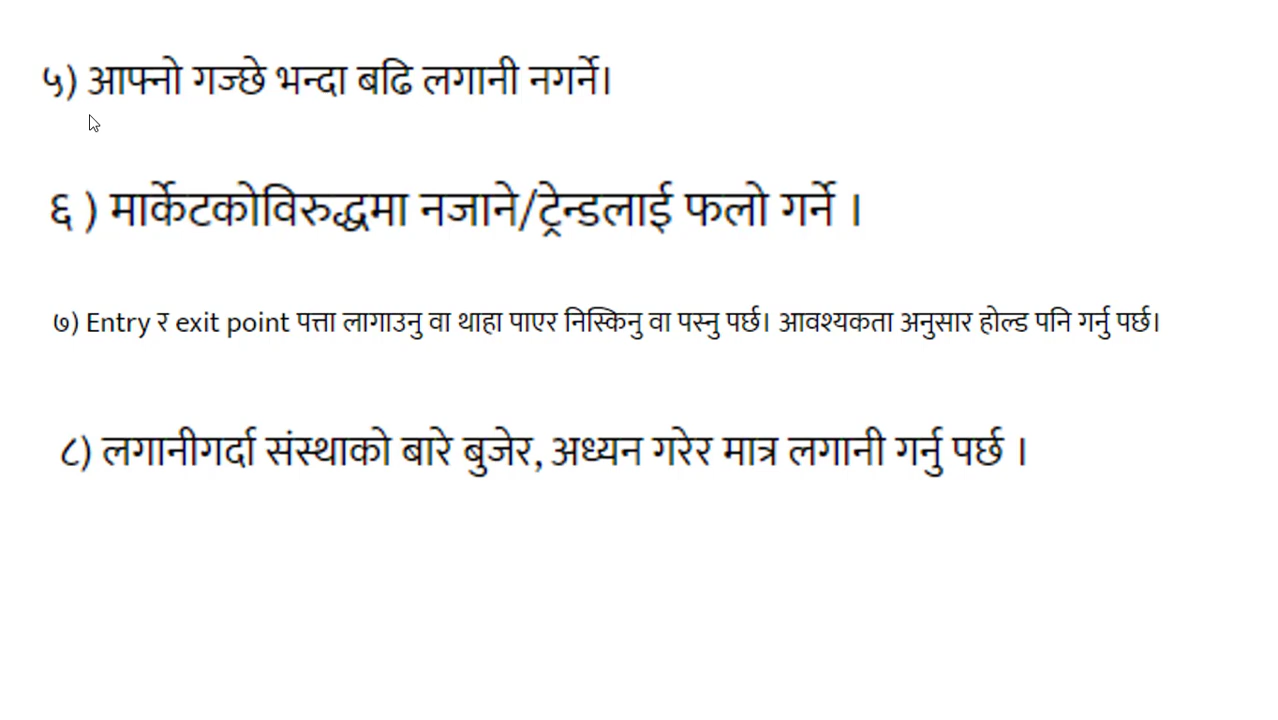 ५) आफ्नो गज्छे भन्दा बढि लगानी नगर्ने।
६ ) मार्केटकोविरुद्धमा नजाने/ट्रेन्डलाई फलो गर्ने ।
७) Entry र exit point पत्ता लागाउनु वा थाहा पाएर निस्किनु वा पस्नु पर्छ। आवश्यकता अनुसार होल्ड पनि गर्नु पर्छ।
८) लगानीगर्दा संस्थाको बारे बुजेर, अध्यन गरेर मात्र लगानी गर्नु पर्छ ।